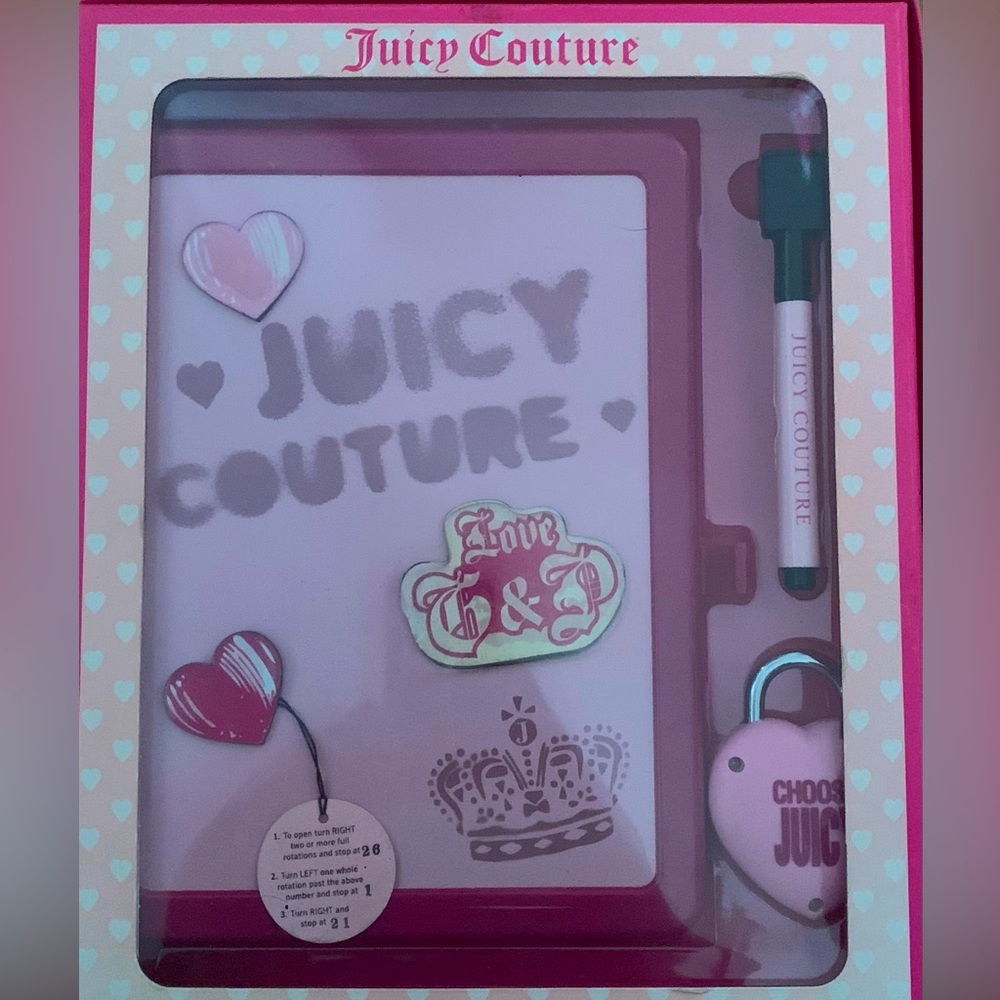 Juicy Couture
JUICY
COUTURE
JUICY COUTURE
Love
G & P
J
CHOOS
JUIC
1. To open turn RIGHT
two or more full
rotations and stop at 26
2. Turn LEFT one whole
rotation past the above
number and stop at 1
3. Turn RIGHT and
stop at 21